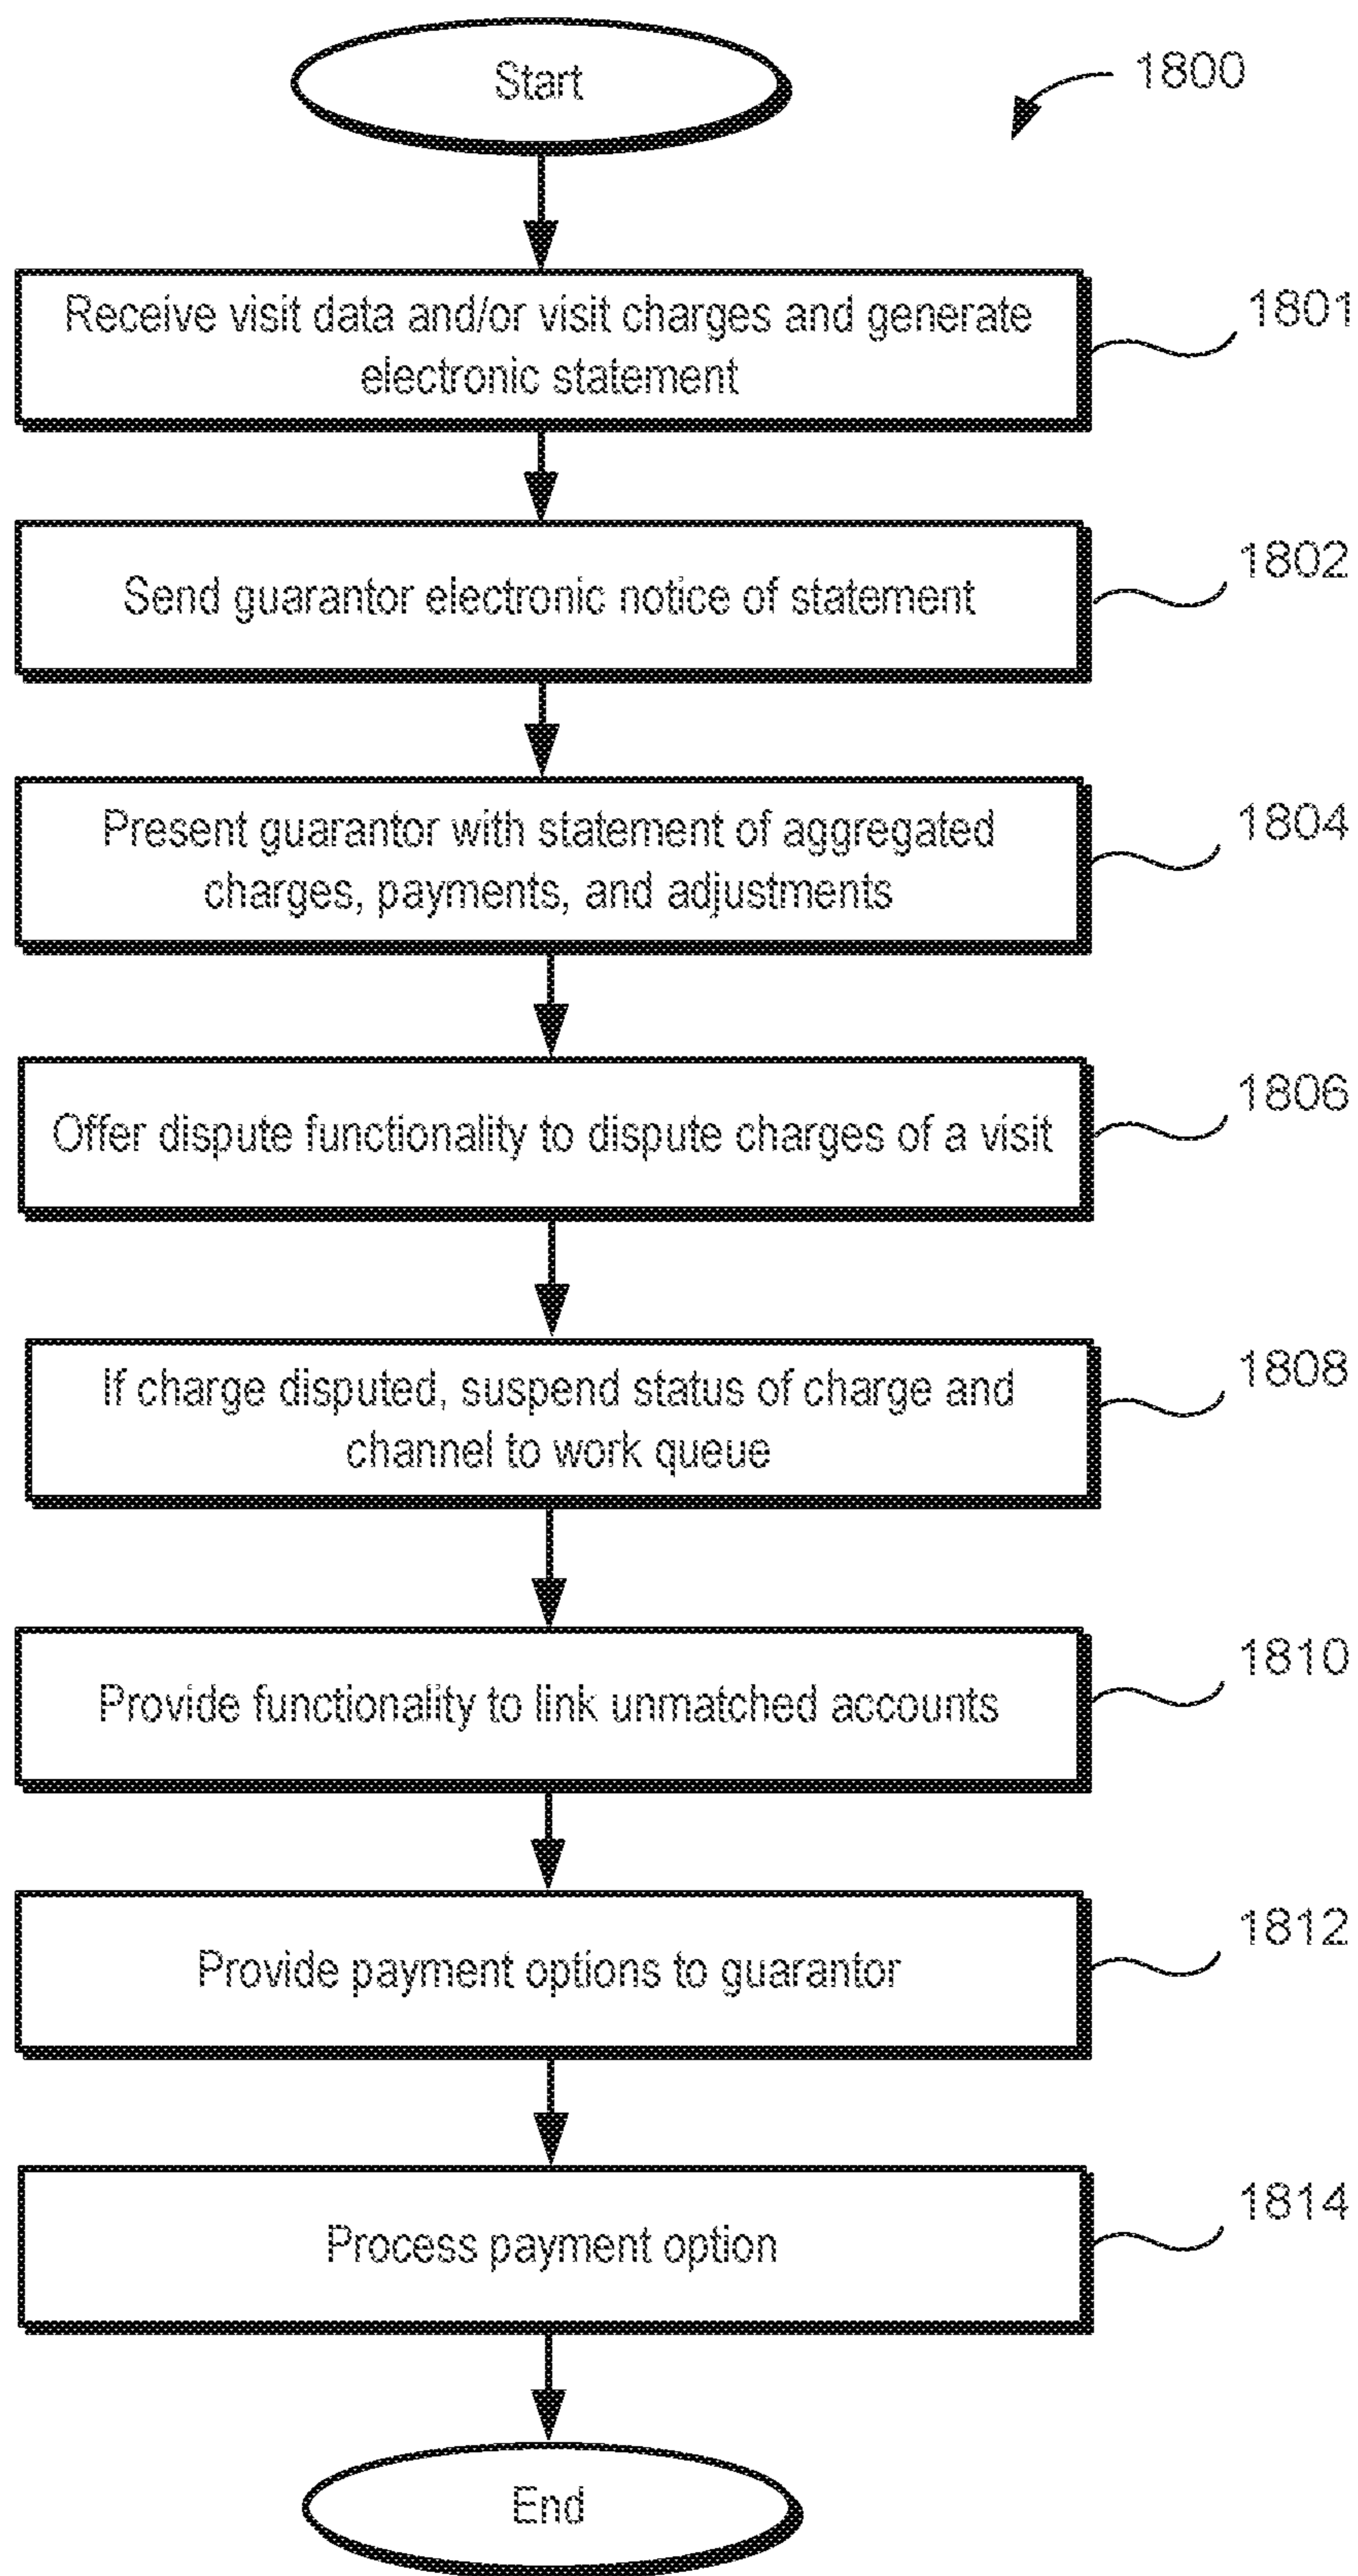 Start
1800
Receive visit data and/or visit charges and generate
electronic statement
1801
Send guarantor electronic notice of statement
1802
Present guarantor with statement of aggregated
charges, payments, and adjustments
1804
Offer dispute functionality to dispute charges of a visit
1806
If charge disputed, suspend status of charge and
channel to work queue
1808
Provide functionality to link unmatched accounts
1810
Provide payment options to guarantor
1812
Process payment option
1814
End